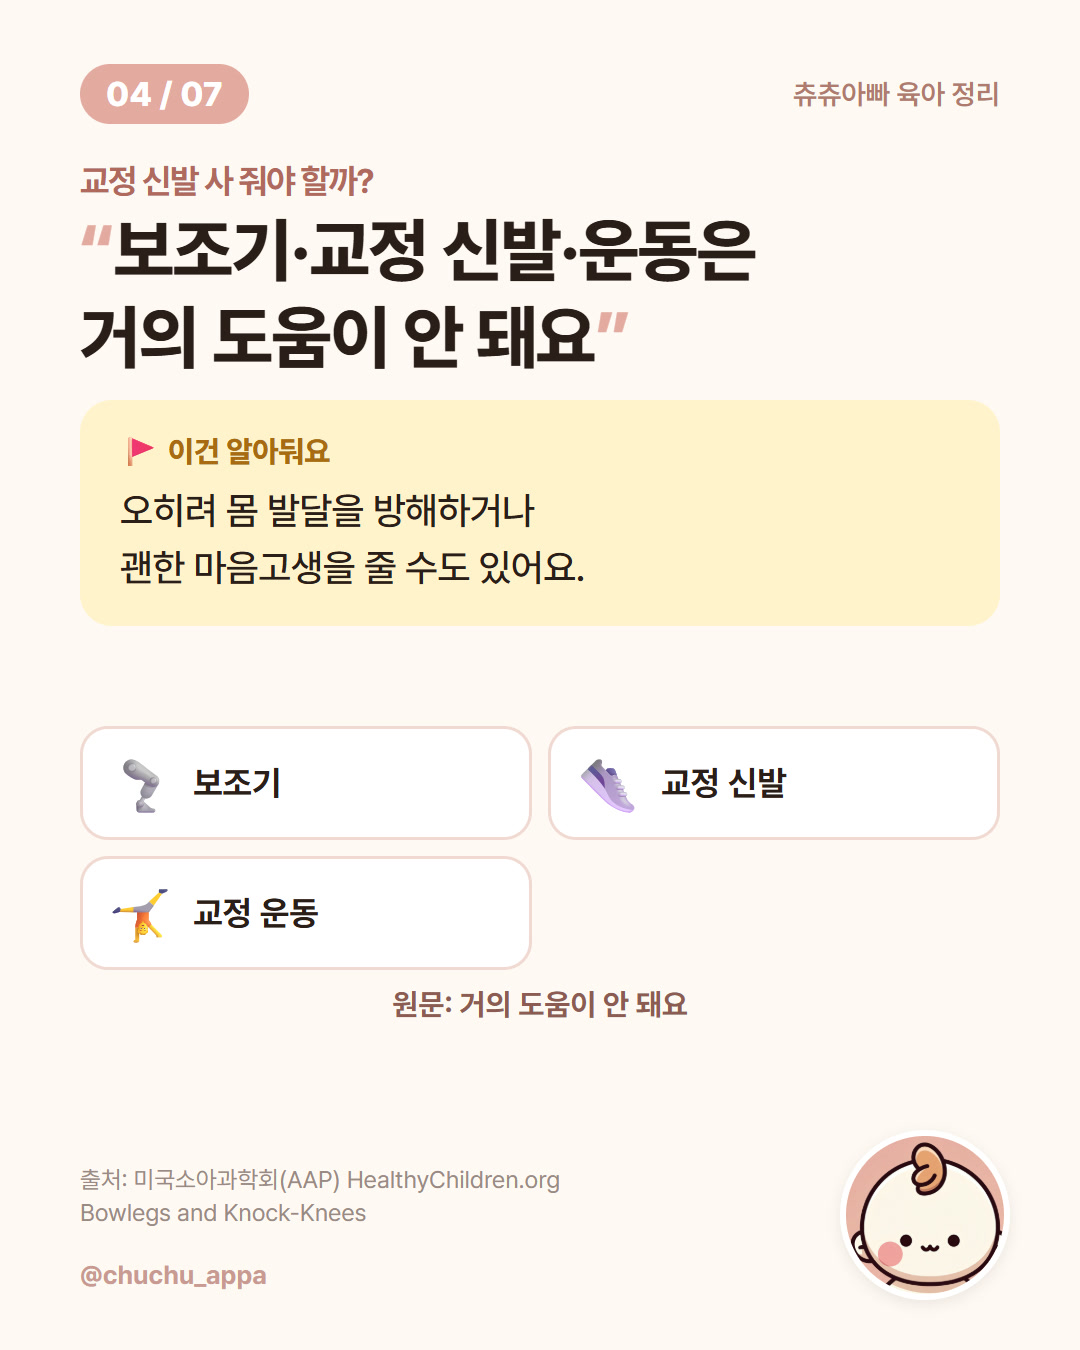 04 / 07
츄츄아빠 육아 정리
교정 신발 사 줘야 할까?
“보조기·교정 신발·운동은
거의 도움이 안 돼요”
이건 알아둬요
오히려 몸 발달을 방해하거나
괜한 마음고생을 줄 수도 있어요.
보조기
교정 신발
교정 운동
원문: 거의 도움이 안 돼요
출처: 미국소아과학회(AAP) HealthyChildren.org
Bowlegs and Knock-Knees
@chuchu_appa